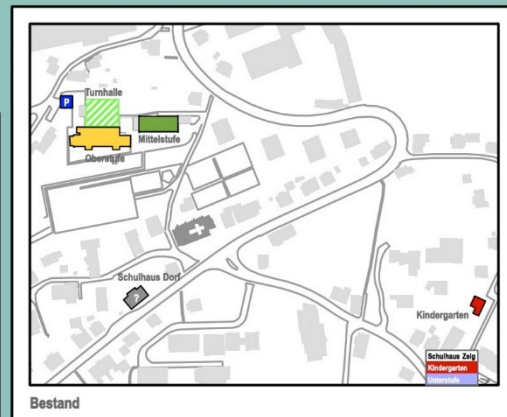 Turnhalle
P
Mittelstufe
Oberstufe
Schulhaus Dorf
?
Kindergarten
Schulhaus Zelg
Kindergarten
Unterstufe
Bestand